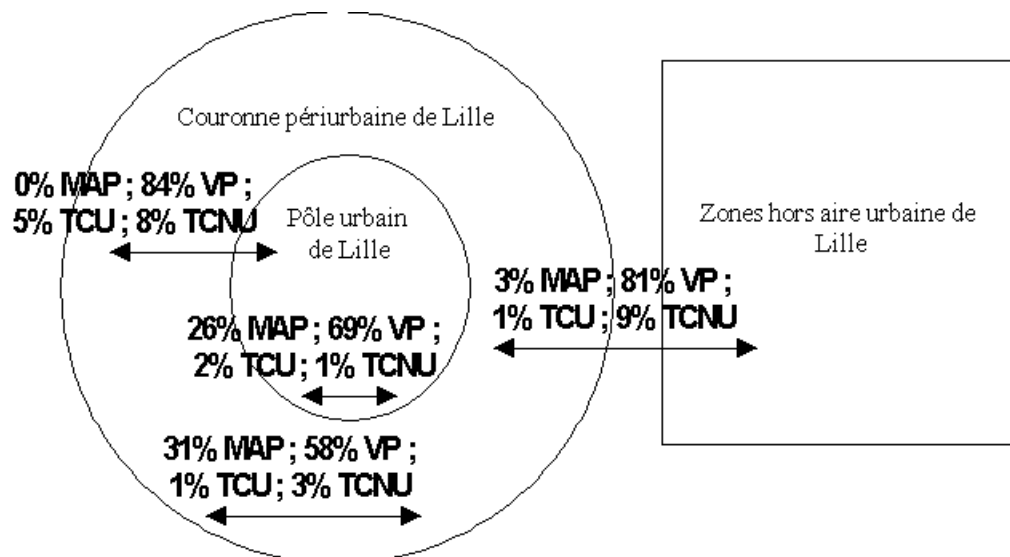 Couronne périurbaine de Lille
0% MAP ; 84% VP ;
5% TCU ; 8% TCNU
Pôle urbain
de Lille
Zones hors aire urbaine de
Lille
3% MAP ; 81% VP ;
1% TCU ; 9% TCNU
26% MAP ; 69% VP ;
2% TCU ; 1% TCNU
31% MAP ; 58% VP ;
1% TCU ; 3% TCNU